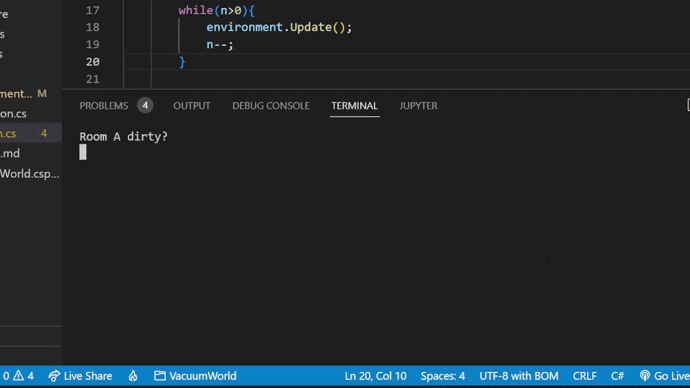 re
s
s
ment... M
on.cs
n.cs 4
.md
World.csp...
17 while(n>0){
18 environment.Update();
19 n--;
20 }
21
PROBLEMS 4 OUTPUT DEBUG CONSOLE TERMINAL JUPYTER
Room A dirty?
0 4 Live Share VacuumWorld Ln 20, Col 10 Spaces: 4 UTF-8 with BOM CRLF C# Go Live